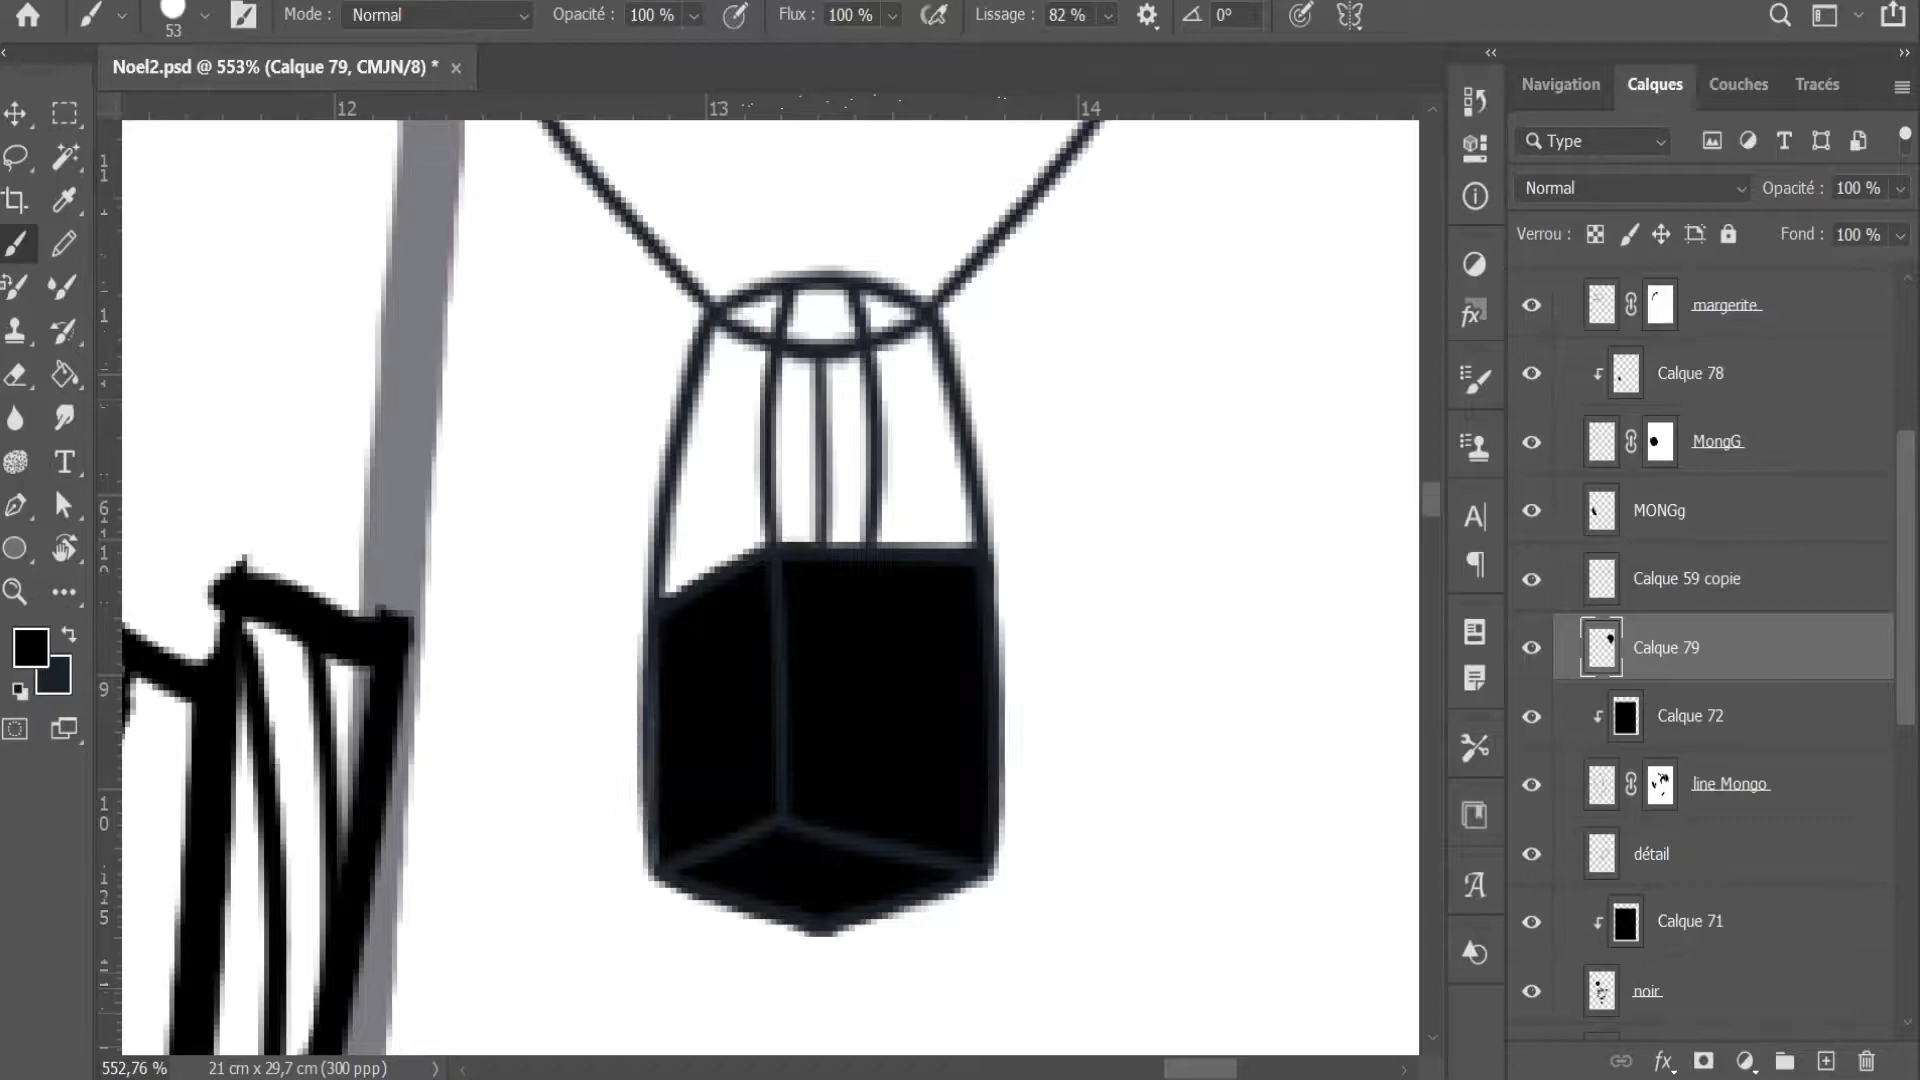 Mode : Normal Opacité : 100 % Flux : 100 % Lissage : 82 % 0°
53
Noel2.psd @ 553% (Calque 79, CMJN/8) * ×
12 13 14
Navigation Calques Couches Tracés
Type
Normal Opacité : 100 %
Verrou : Fond : 100 %
margerite
Calque 78
MongG
MONGg
Calque 59 copie
Calque 79
Calque 72
line Mongo
détail
Calque 71
noir
552,76 % 21 cm x 29,7 cm (300 ppp)